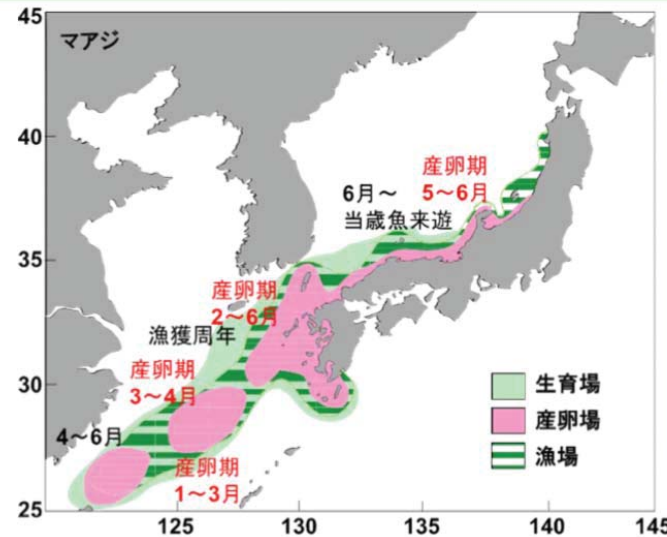 45
マアジ
40
産卵期
5～6月
6月～
当歳魚来遊
35
産卵期
2～6月
漁獲周年
産卵期
3～4月
30
生育場
産卵場
4～6月
漁場
産卵期
1～3月
25
125
130
135
140
145